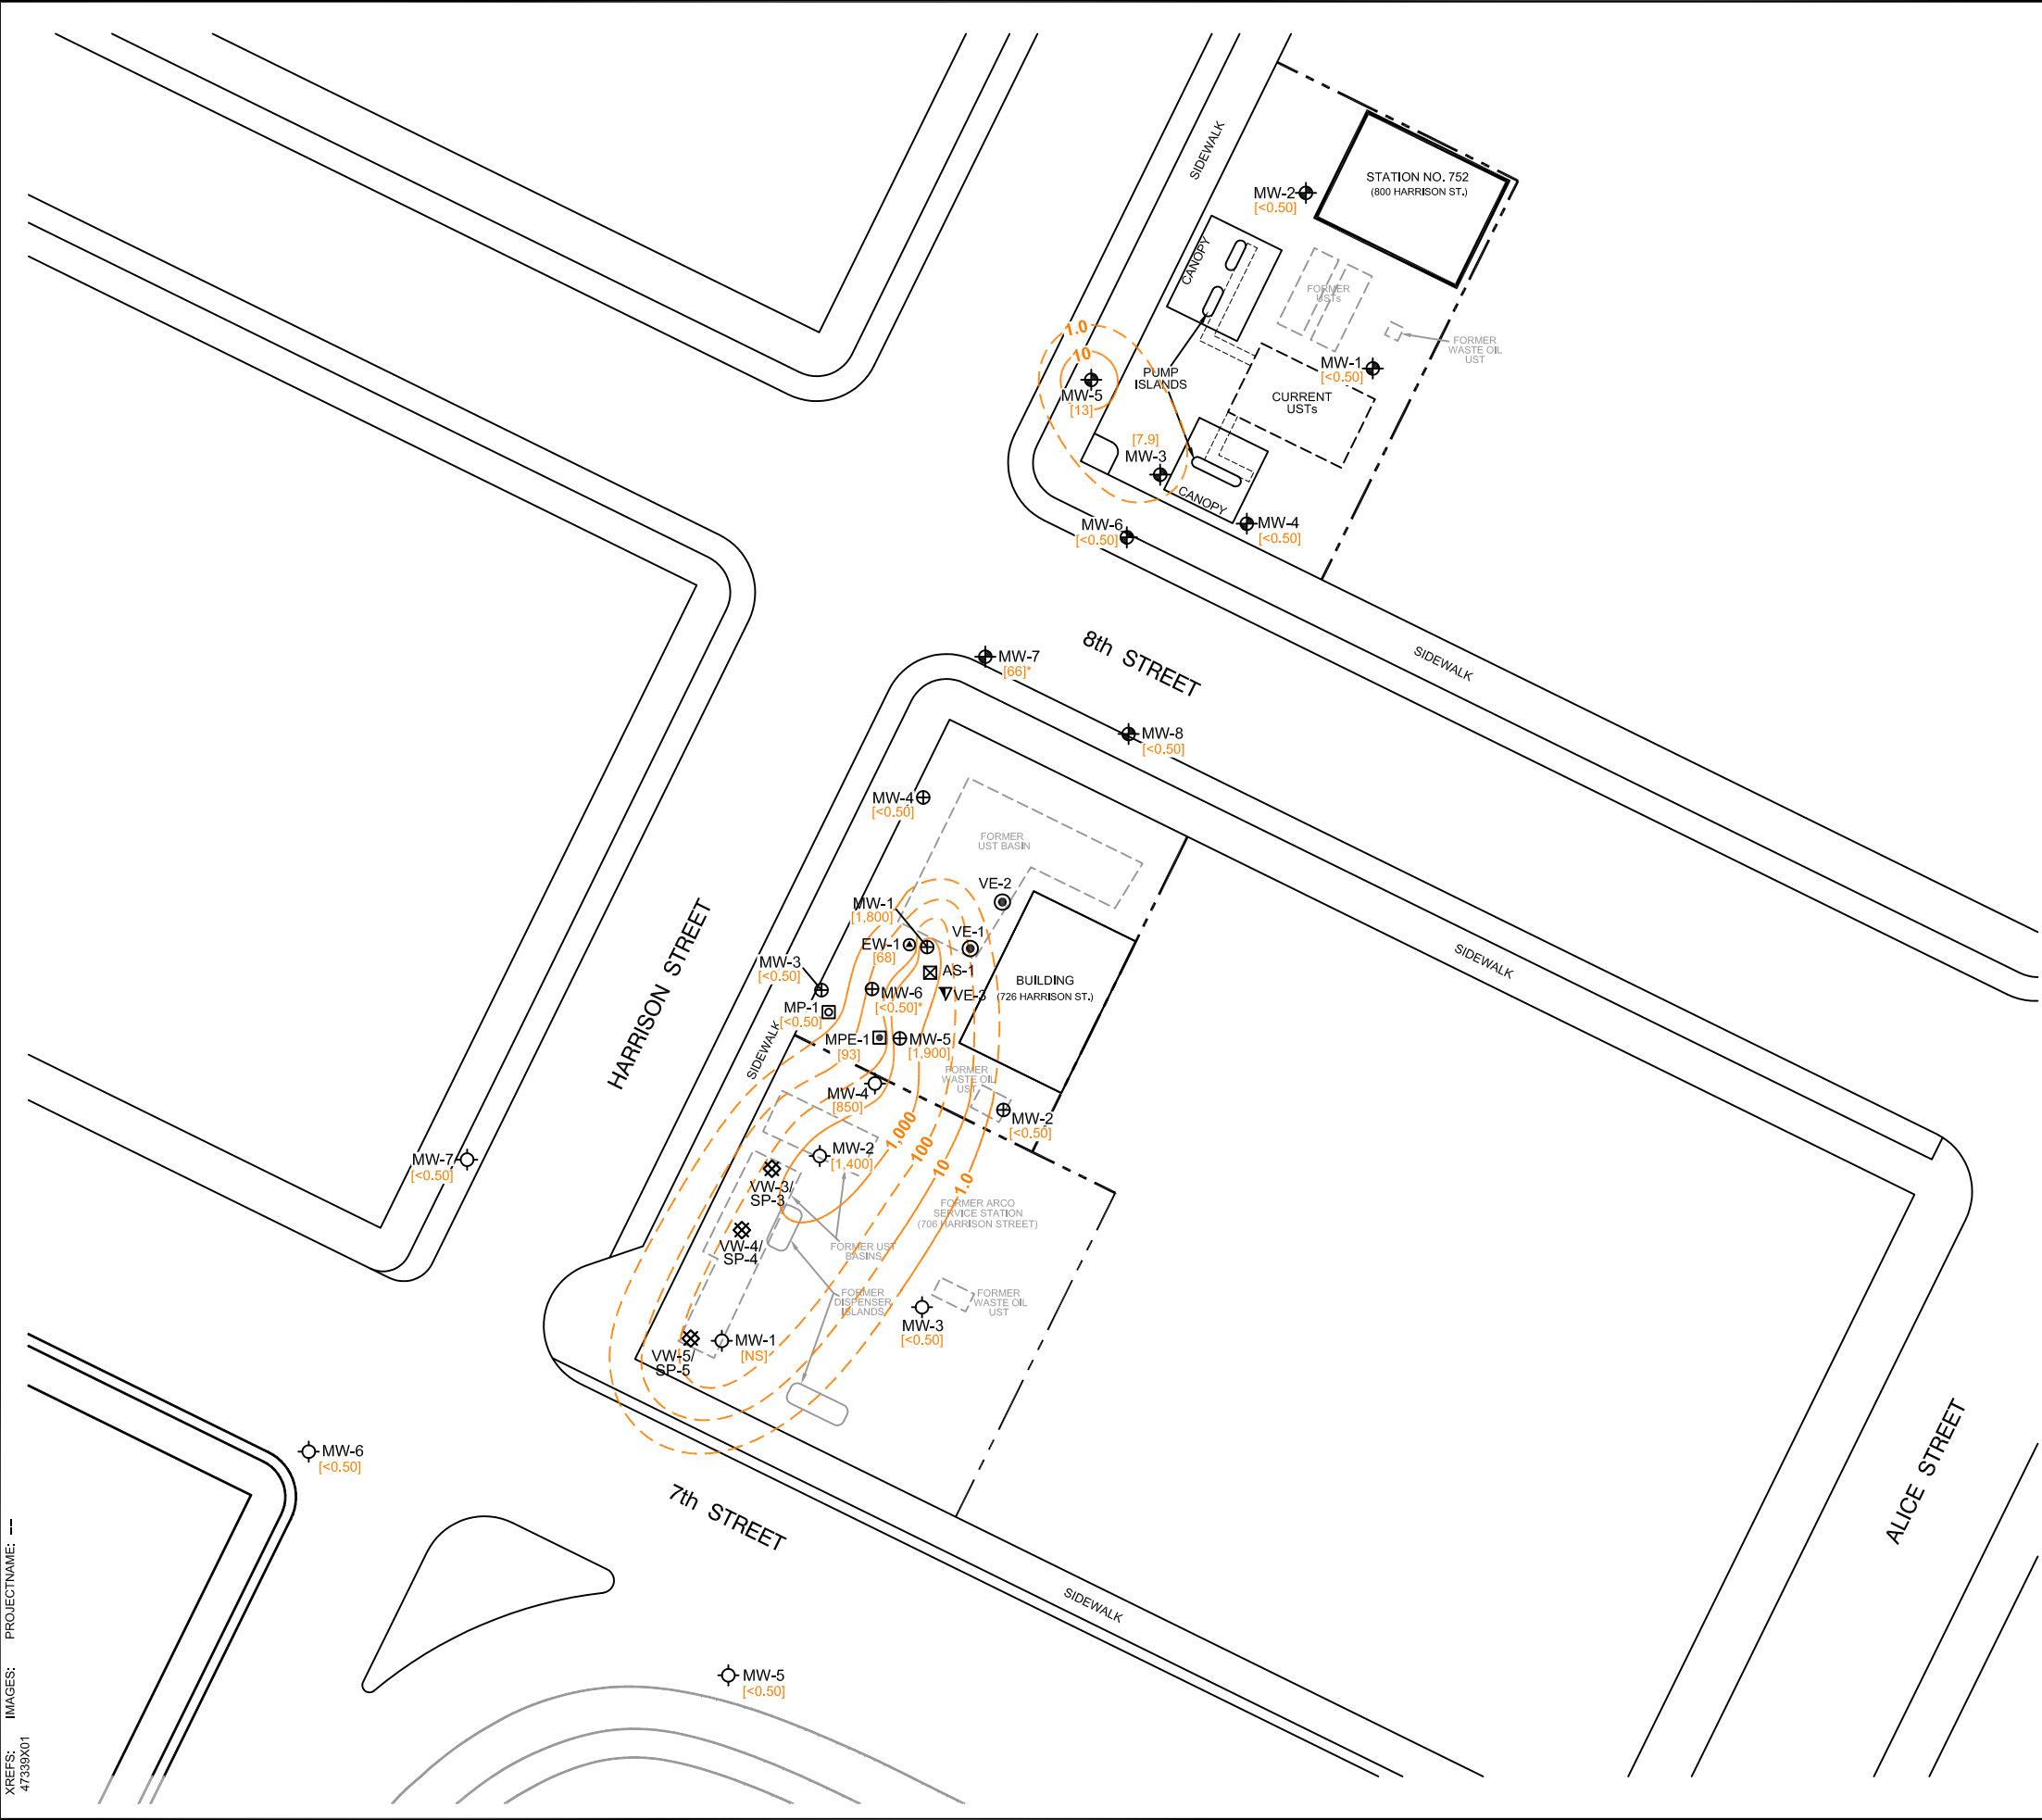 SIDEWALK
STATION NO. 752
(800 HARRISON ST.)
MW-2
[<0.50]
CANOPY
FORMER
USTs
FORMER
WASTE OIL
UST
1.0
10
MW-1
[<0.50]
PUMP
ISLANDS
MW-5
[13]
CURRENT
USTs
[7.9]
MW-3
CANOPY
MW-6
[<0.50]
MW-4
[<0.50]
8th STREET
SIDEWALK
MW-7
[66]*
MW-8
[<0.50]
MW-4
[<0.50]
FORMER
UST BASIN
VE-2
MW-1
[1,800]
VE-1
EW-1
[68]
HARRISON STREET
SIDEWALK
MW-3
[<0.50]
AS-1
BUILDING
(726 HARRISON ST.)
MW-6
[<0.50]*
VE-3
MP-1
[<0.50]
SIDEWALK
MPE-1
[93]
MW-5
[1,900]
FORMER
WASTE OIL
UST
MW-4
[850]
MW-2
[<0.50]
1,000
100
10
1.0
MW-7
[<0.50]
MW-2
[1,400]
VW-3/
SP-3
FORMER ARCO
SERVICE STATION
(706 HARRISON STREET)
VW-4/
SP-4
FORMER UST
BASINS
FORMER
DISPENSER
ISLANDS
FORMER
WASTE OIL
UST
MW-3
[<0.50]
MW-1
[NS]
VW-5/
SP-5
MW-6
[<0.50]
7th STREET
ALICE STREET
SIDEWALK
MW-5
[<0.50]
XREFS: IMAGES: PROJECTNAME: --
47339X01